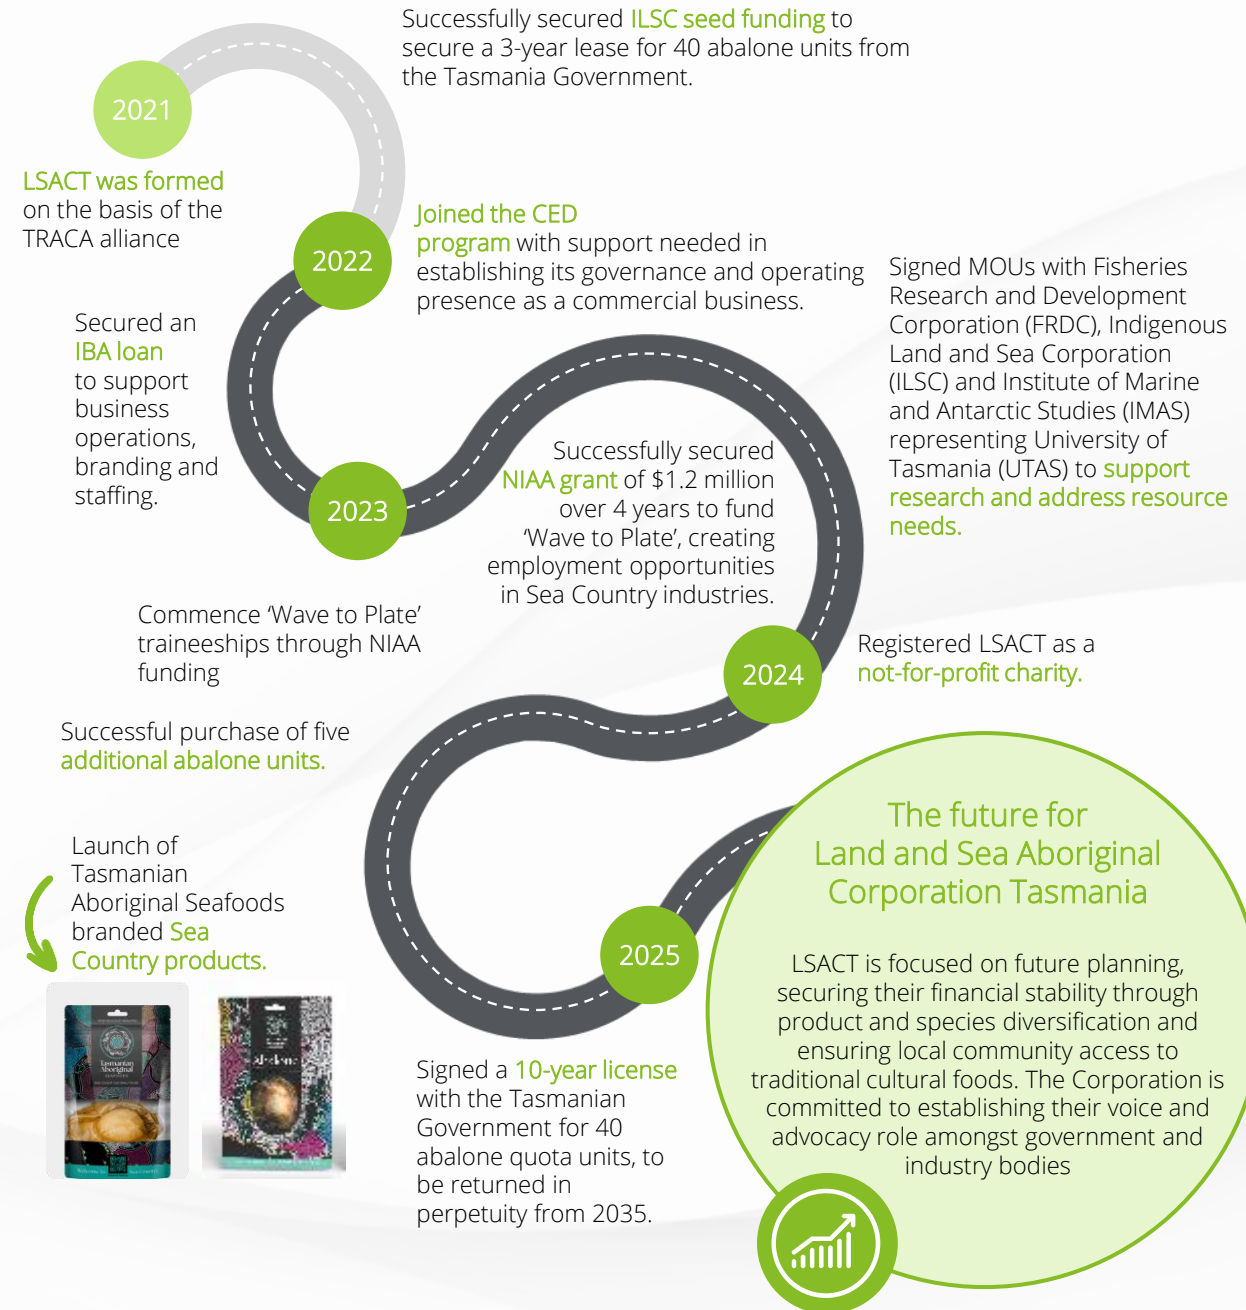 Successfully secured ILSC seed funding to
secure a 3-year lease for 40 abalone units from
the Tasmania Government.
2021
LSACT was formed
on the basis of the
TRACA alliance
2022
Joined the CED
program with support needed in
establishing its governance and operating
presence as a commercial business.
Secured an
IBA loan
to support
business
operations,
branding and
staffing.
2023
Successfully secured
NIAA grant of $1.2 million
over 4 years to fund
‘Wave to Plate’, creating
employment opportunities
in Sea Country industries.
Signed MOUs with Fisheries
Research and Development
Corporation (FRDC), Indigenous
Land and Sea Corporation
(ILSC) and Institute of Marine
and Antarctic Studies (IMAS)
representing University of
Tasmania (UTAS) to support
research and address resource
needs.
2024
Registered LSACT as a
not-for-profit charity.
Commence ‘Wave to Plate’
traineeships through NIAA
funding
Successful purchase of five
additional abalone units.
Launch of
Tasmanian
Aboriginal Seafoods
branded Sea
Country products.
Tasmanian
Aboriginal
2025
Signed a 10-year license
with the Tasmanian
Government for 40
abalone quota units, to
be returned in
perpetuity from 2035.
The future for
Land and Sea Aboriginal
Corporation Tasmania
LSACT is focused on future planning,
securing their financial stability through
product and species diversification and
ensuring local community access to
traditional cultural foods. The Corporation is
committed to establishing their voice and
advocacy role amongst government and
industry bodies